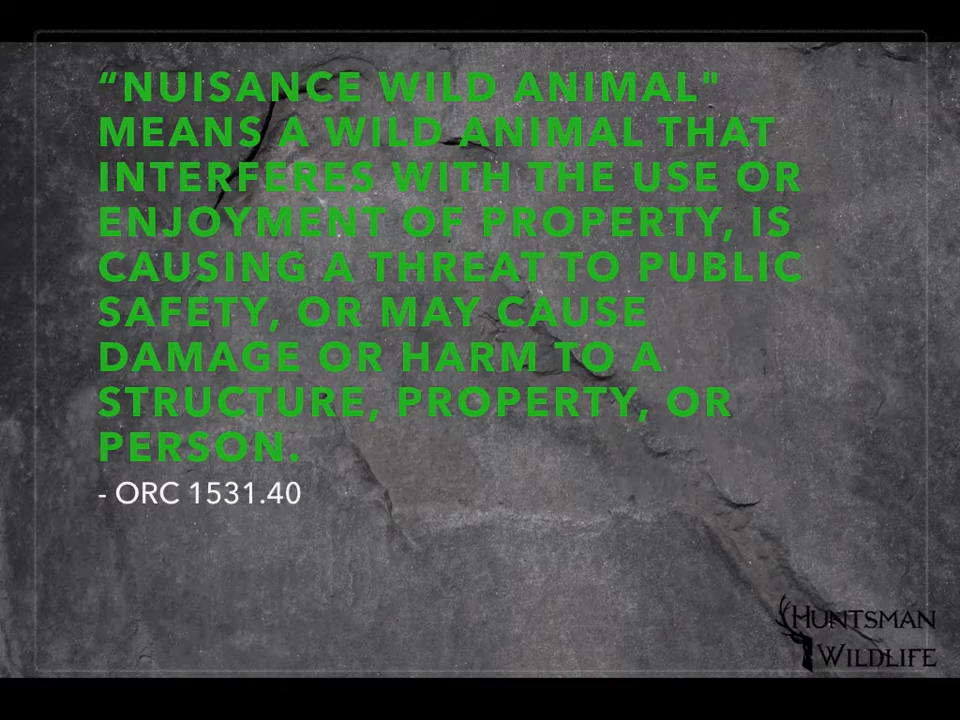 “NUISANCE WILD ANIMAL"
MEANS A WILD ANIMAL THAT
INTERFERES WITH THE USE OR
ENJOYMENT OF PROPERTY, IS
CAUSING A THREAT TO PUBLIC
SAFETY, OR MAY CAUSE
DAMAGE OR HARM TO A
STRUCTURE, PROPERTY, OR
PERSON.
- ORC 1531.40
HUNTSMAN
WILDLIFE